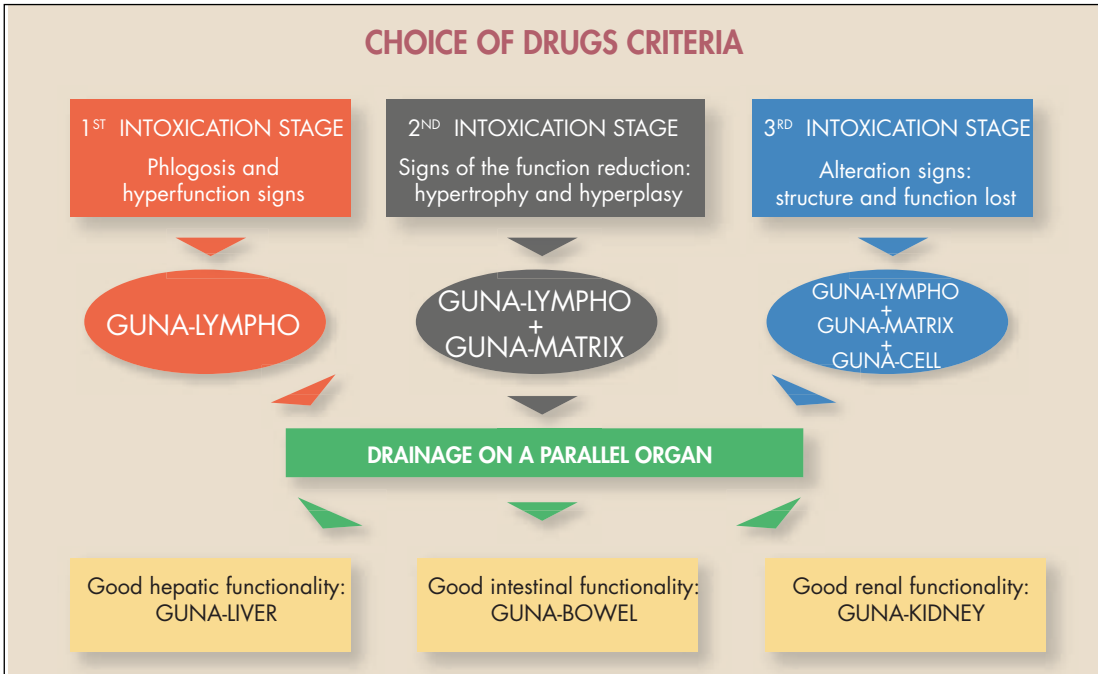 CHOICE OF DRUGS CRITERIA
1ST INTOXICATION STAGE
Phlogosis and
hyperfunction signs
2ND INTOXICATION STAGE
Signs of the function reduction:
hypertrophy and hyperplasy
3RD INTOXICATION STAGE
Alteration signs:
structure and function lost
GUNA-LYMPHO
GUNA-LYMPHO
+
GUNA-MATRIX
GUNA-LYMPHO
+
GUNA-MATRIX
+
GUNA-CELL
DRAINAGE ON A PARALLEL ORGAN
Good hepatic functionality:
GUNA-LIVER
Good intestinal functionality:
GUNA-BOWEL
Good renal functionality:
GUNA-KIDNEY